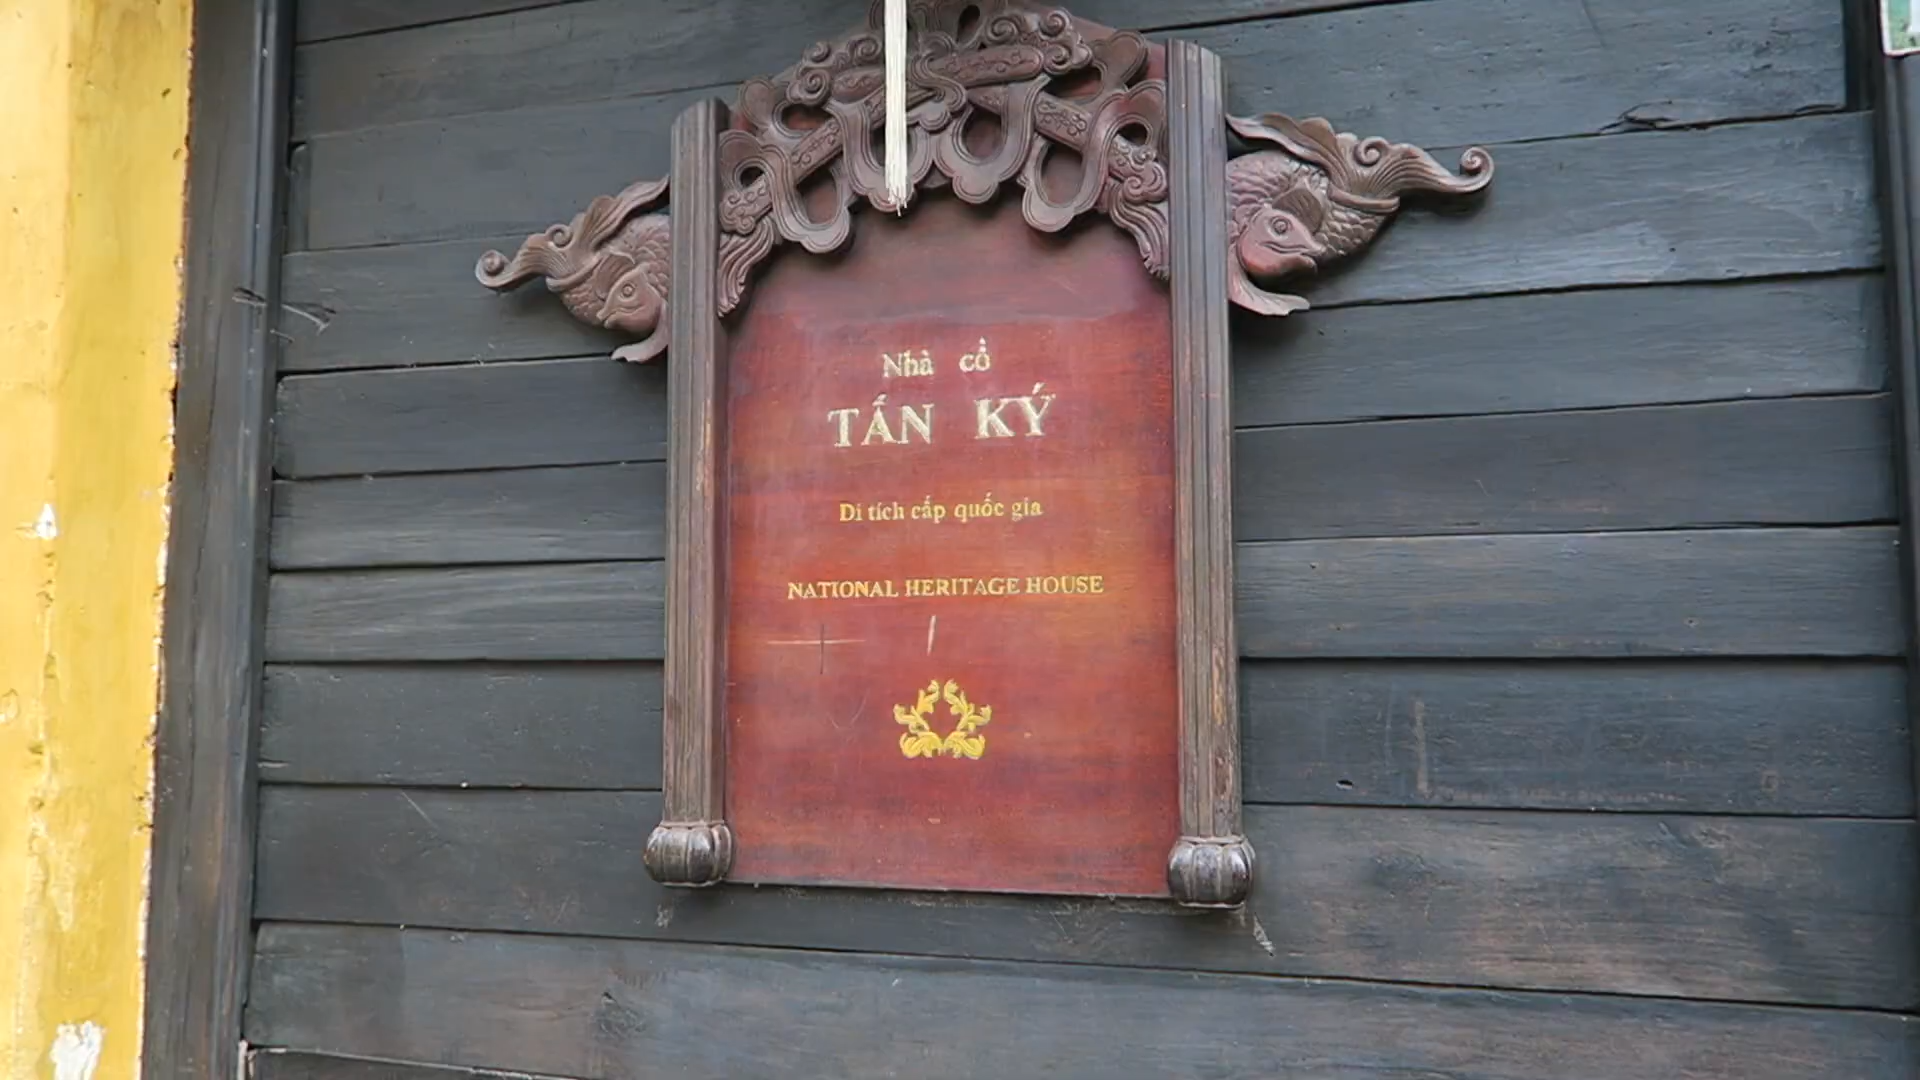 Nhà cổ
TẤN KÝ
Di tích cấp quốc gia
NATIONAL HERITAGE HOUSE